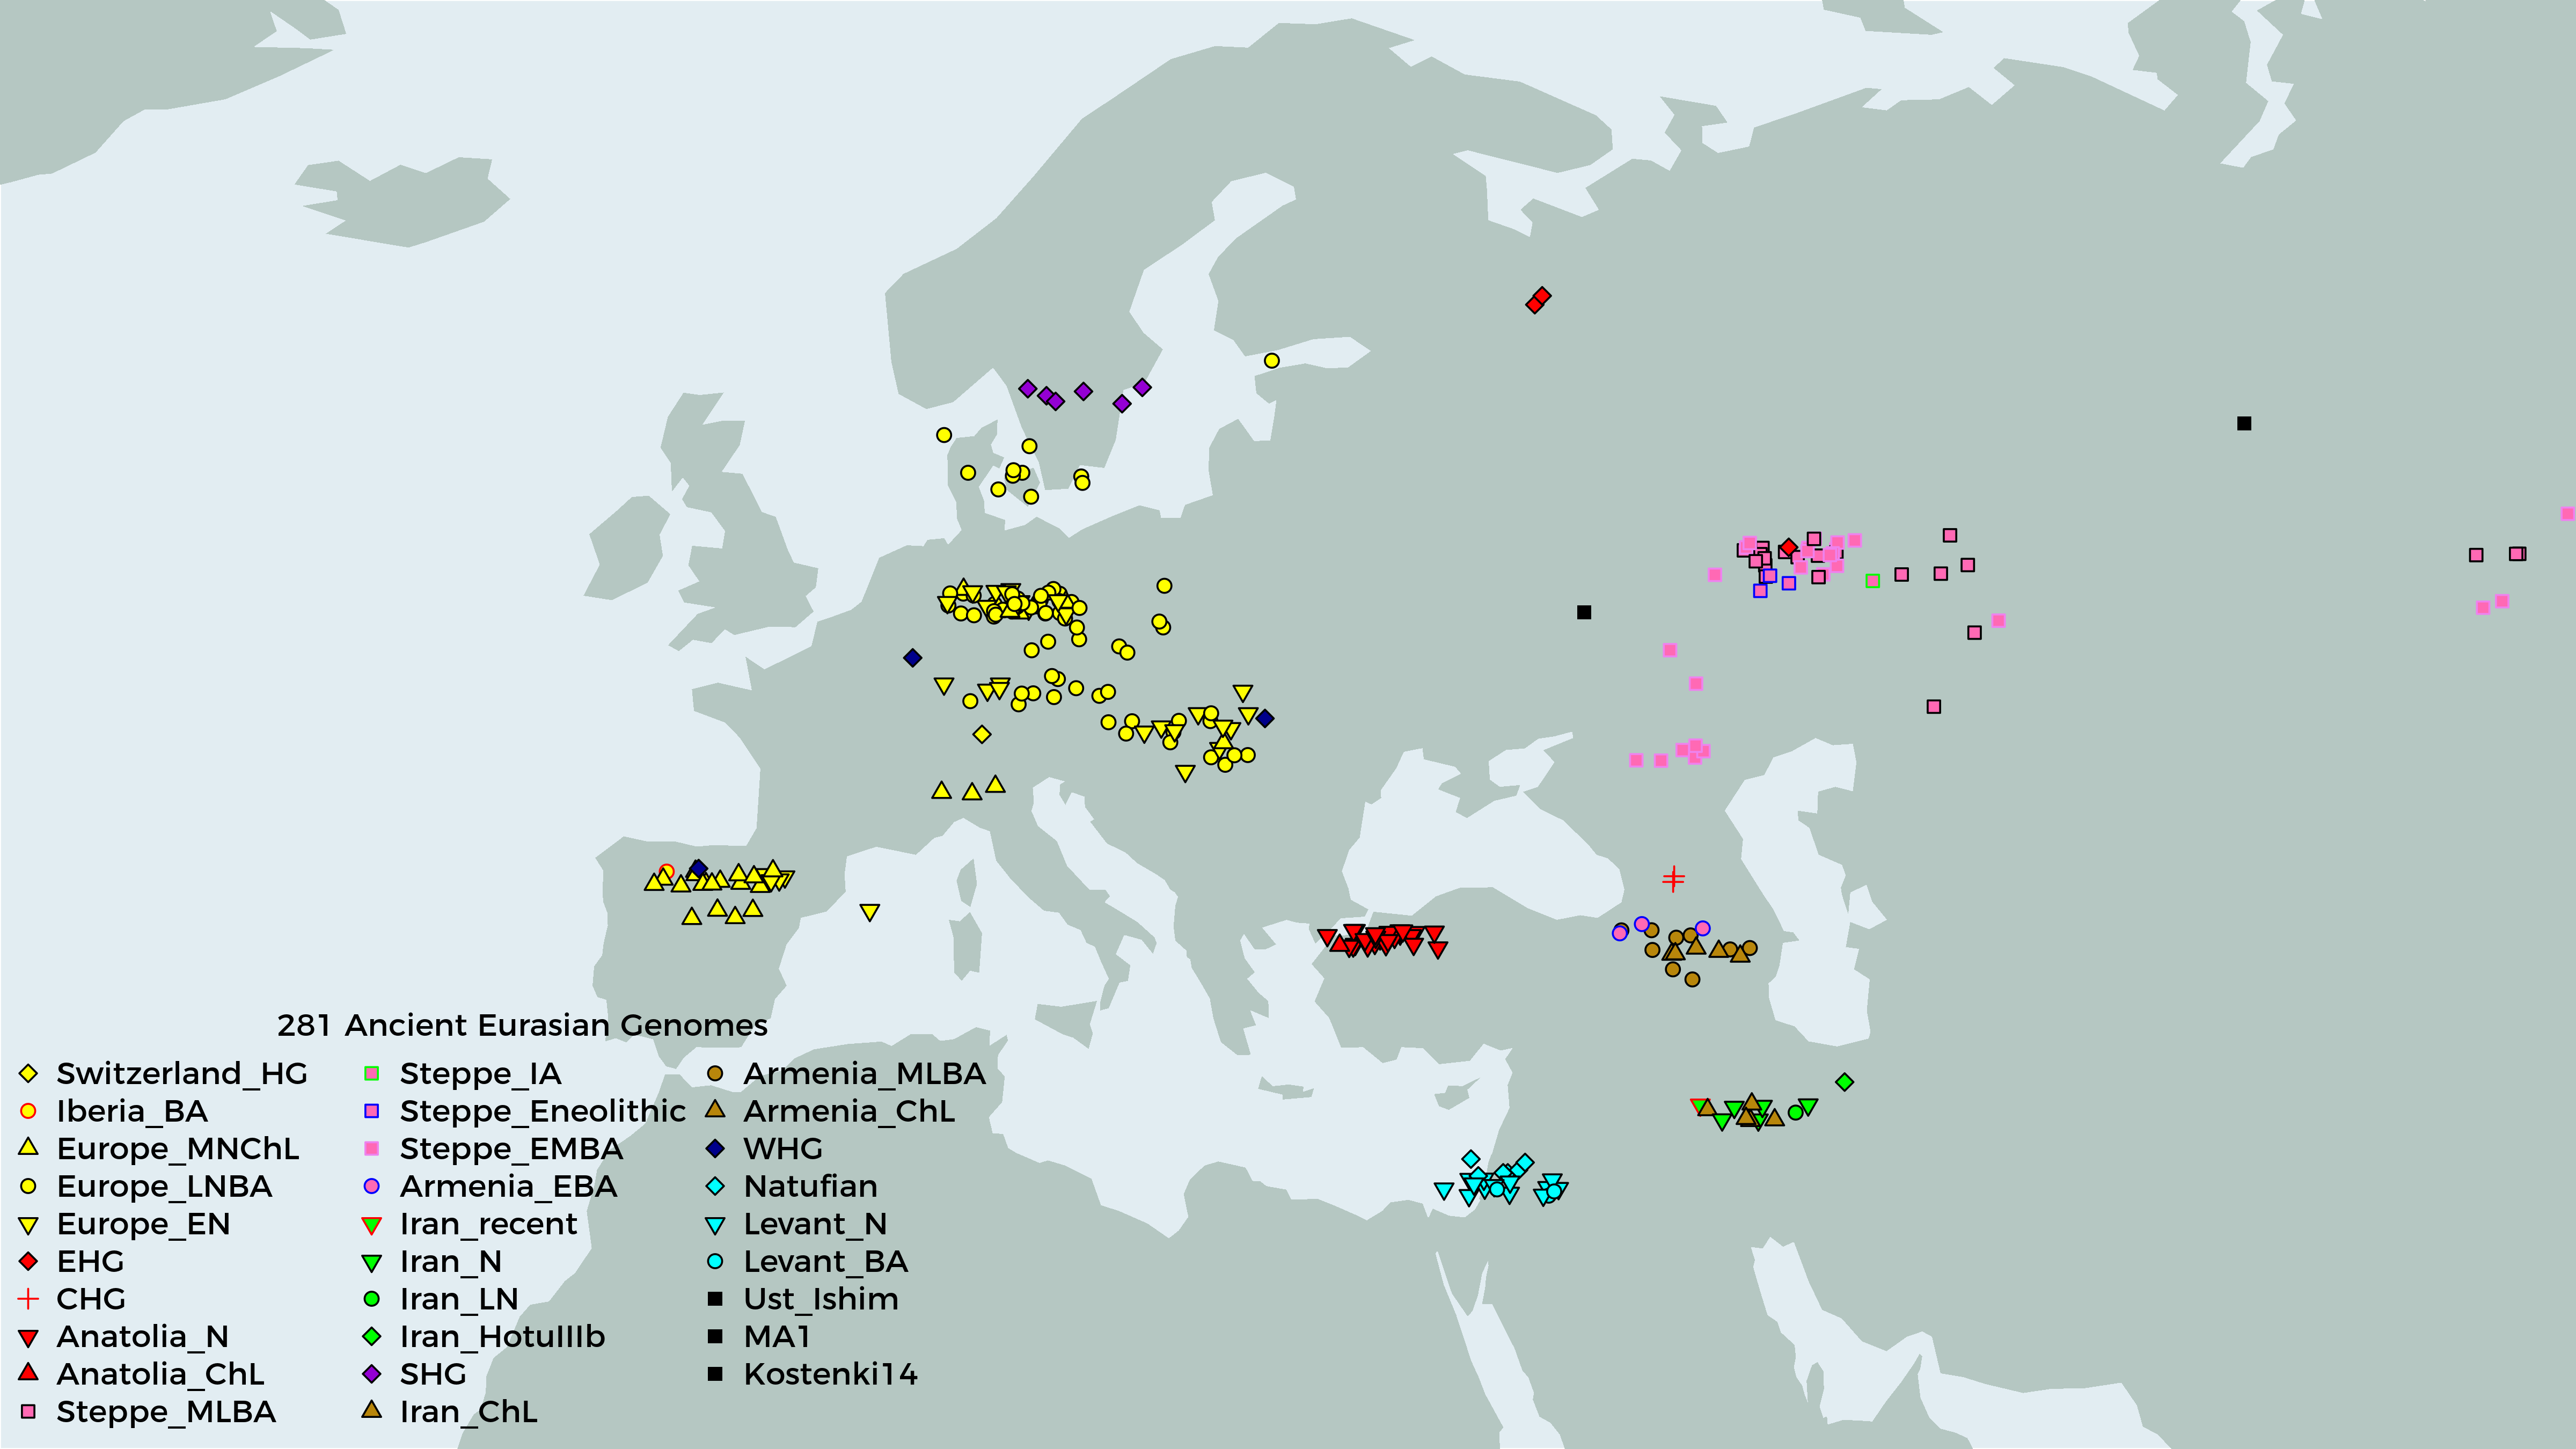 281 Ancient Eurasian Genomes
Switzerland_HG
Iberia_BA
Europe_MNChL
Europe_LNBA
Europe_EN
EHG
CHG
Anatolia_N
Anatolia_ChL
Steppe_MLBA
Steppe_IA
Steppe_Eneolithic
Steppe_EMBA
Armenia_EBA
Iran_recent
Iran_N
Iran_LN
Iran_HotuIIIb
SHG
Iran_ChL
Armenia_MLBA
Armenia_ChL
WHG
Natufian
Levant_N
Levant_BA
Ust_Ishim
MA1
Kostenki14